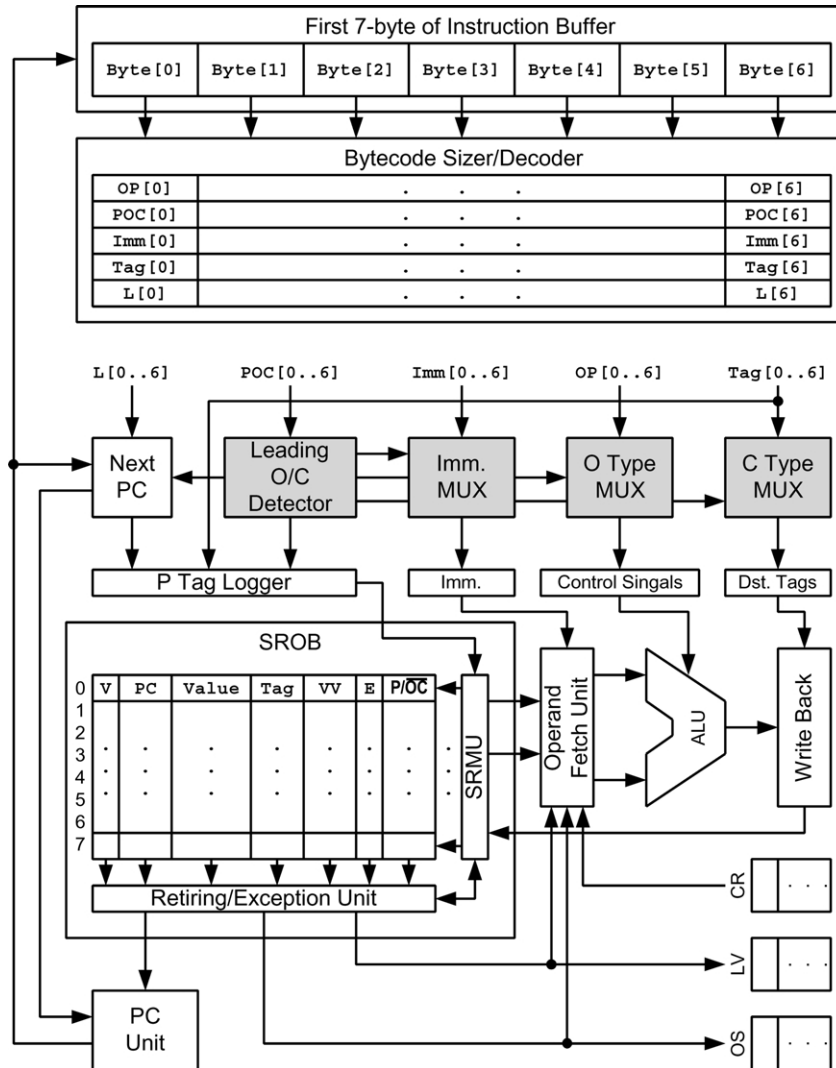 First 7-byte of Instruction Buffer
Byte[0] Byte[1] Byte[2] Byte[3] Byte[4] Byte[5] Byte[6]
Bytecode Sizer/Decoder
OP[0] . . . OP[6]
POC[0] . . . POC[6]
Imm[0] . . . Imm[6]
Tag[0] . . . Tag[6]
L[0] . . . L[6]
L[0..6] POC[0..6] Imm[0..6] OP[0..6] Tag[0..6]
Next PC
Leading O/C Detector
Imm. MUX
O Type MUX
C Type MUX
P Tag Logger
Imm.
Control Singals
Dst. Tags
SROB
V PC Value Tag VV E P/O̅C̅
0
1
2
3
4
5
6
7
SRMU
Operand Fetch Unit
ALU
Write Back
Retiring/Exception Unit
CR . . .
LV . . .
OS . . .
PC Unit